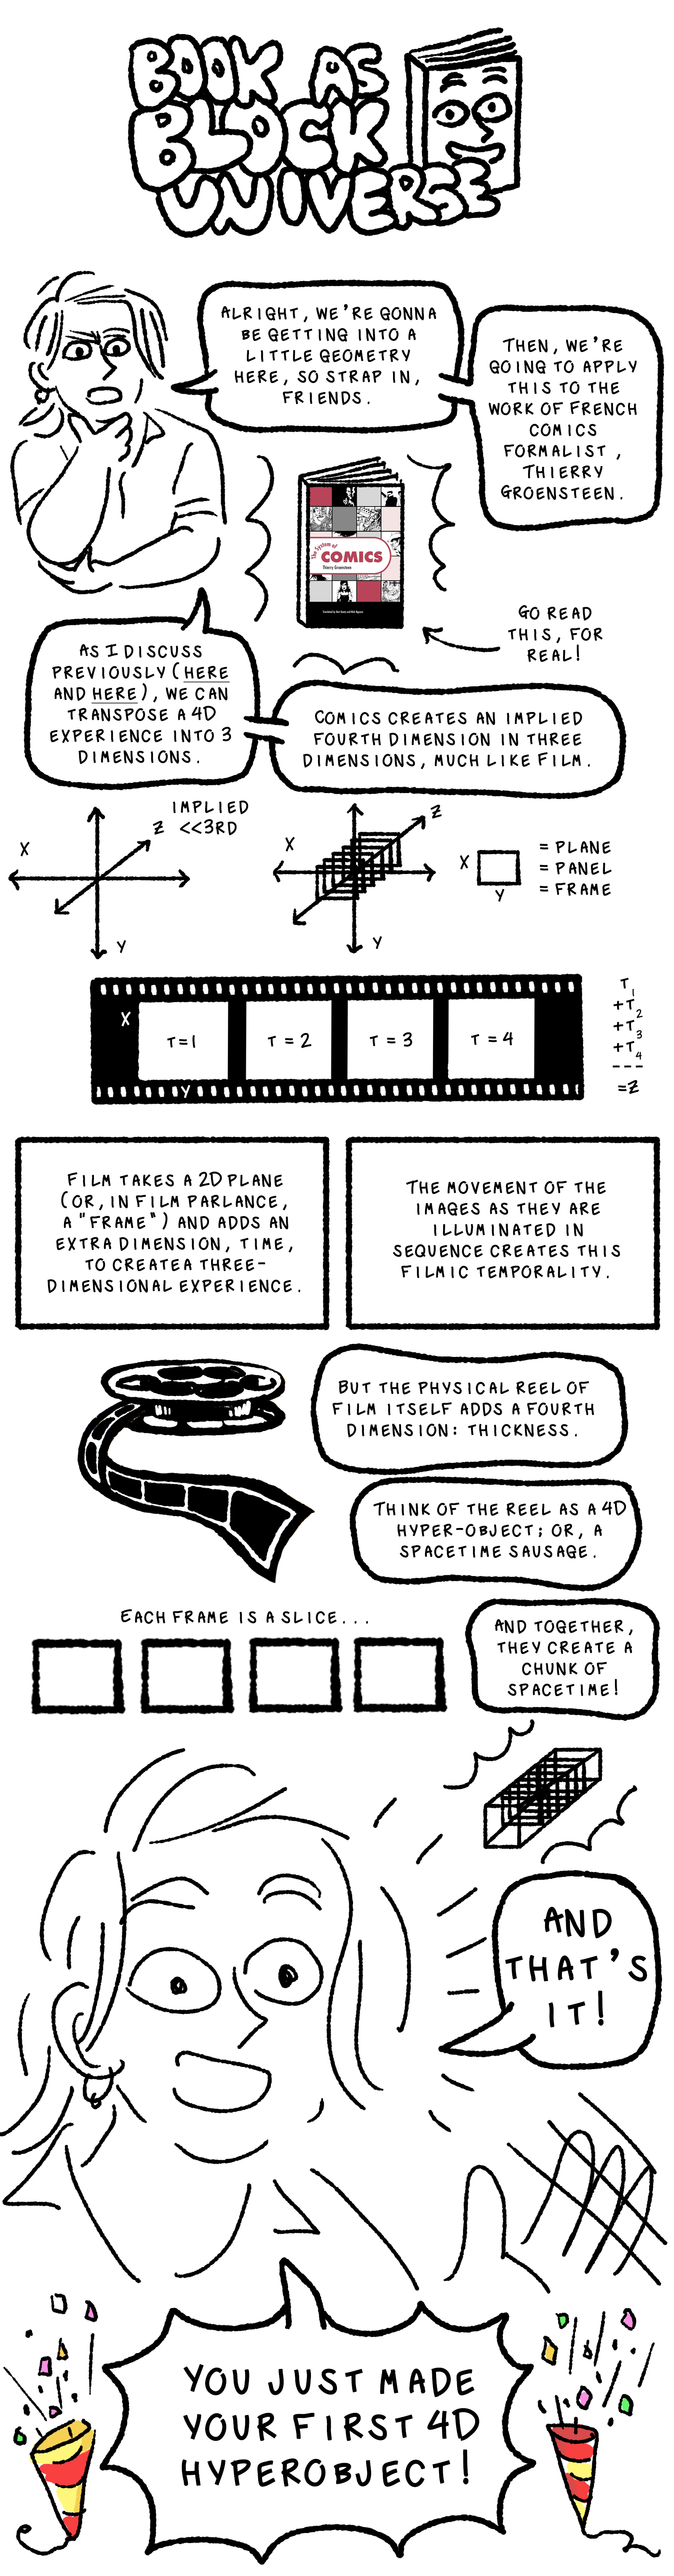 BOOK AS
BLOCK
UNIVERSE
ALRIGHT, WE'RE GONNA
BE GETTING INTO A
LITTLE GEOMETRY
HERE, SO STRAP IN,
FRIENDS.
THEN, WE'RE
GOING TO APPLY
THIS TO THE
WORK OF FRENCH
COMICS
FORMALIST,
THIERRY
GROENSTEEN.
The System of
COMICS
Thierry Groensteen
GO READ
THIS, FOR
REAL!
AS I DISCUSS
PREVIOUSLY (HERE
AND HERE), WE CAN
TRANSPOSE A 4D
EXPERIENCE INTO 3
DIMENSIONS.
COMICS CREATES AN IMPLIED
FOURTH DIMENSION IN THREE
DIMENSIONS, MUCH LIKE FILM.
X
Z
IMPLIED
<<3RD
Y
X
Z
Y
X
Y
= PLANE
= PANEL
= FRAME
X
T=1
T = 2
T = 3
T = 4
Y
T1
+T2
+T3
+T4
---
=Z
FILM TAKES A 2D PLANE
(OR, IN FILM PARLANCE,
A "FRAME") AND ADDS AN
EXTRA DIMENSION, TIME,
TO CREATEA THREE-
DIMENSIONAL EXPERIENCE.
THE MOVEMENT OF THE
IMAGES AS THEY ARE
ILLUMINATED IN
SEQUENCE CREATES THIS
FILMIC TEMPORALITY.
BUT THE PHYSICAL REEL OF
FILM ITSELF ADDS A FOURTH
DIMENSION: THICKNESS.
THINK OF THE REEL AS A 4D
HYPER-OBJECT; OR, A
SPACETIME SAUSAGE.
EACH FRAME IS A SLICE...
AND TOGETHER,
THEY CREATE A
CHUNK OF
SPACETIME!
AND
THAT'S
IT!
YOU JUST MADE
YOUR FIRST 4D
HYPEROBJECT!